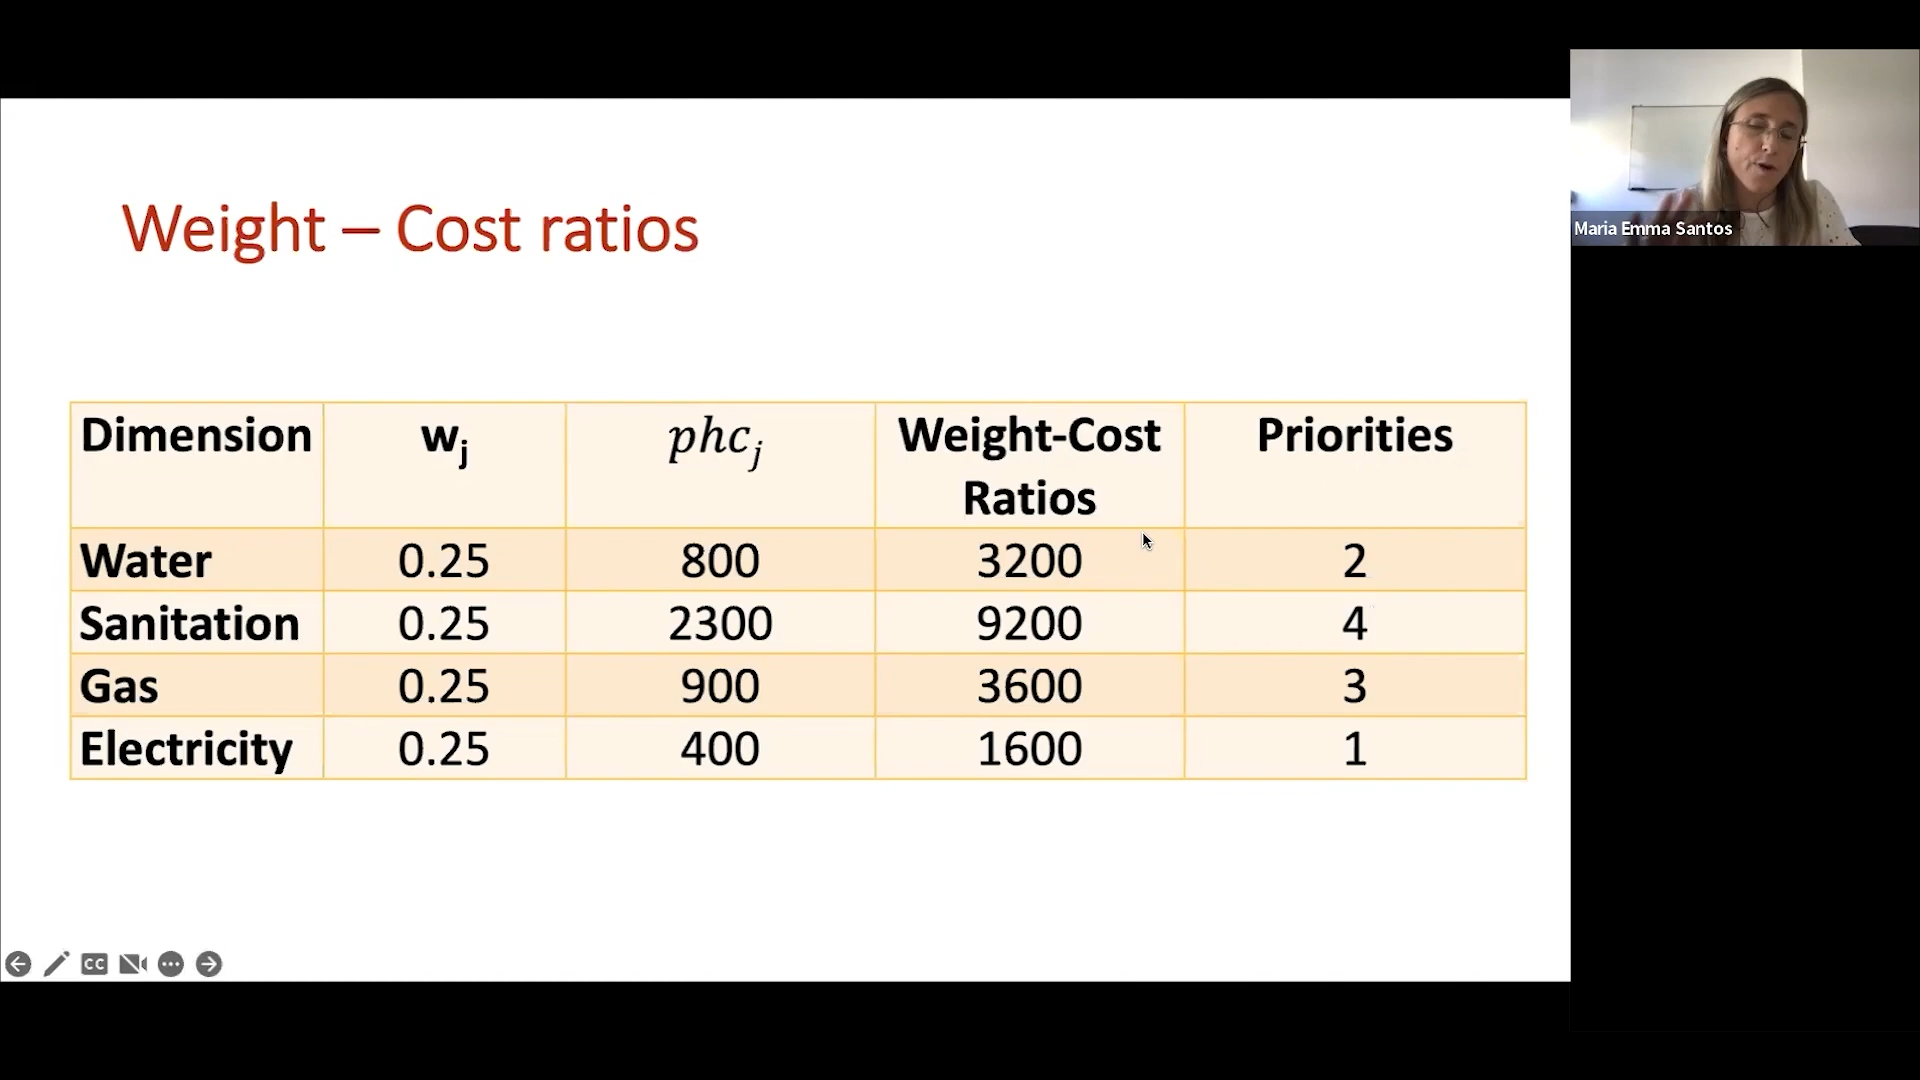 Weight – Cost ratios
Dimension wj phcj Weight-Cost Ratios Priorities
Water 0.25 800 3200 2
Sanitation 0.25 2300 9200 4
Gas 0.25 900 3600 3
Electricity 0.25 400 1600 1
Maria Emma Santos
CC